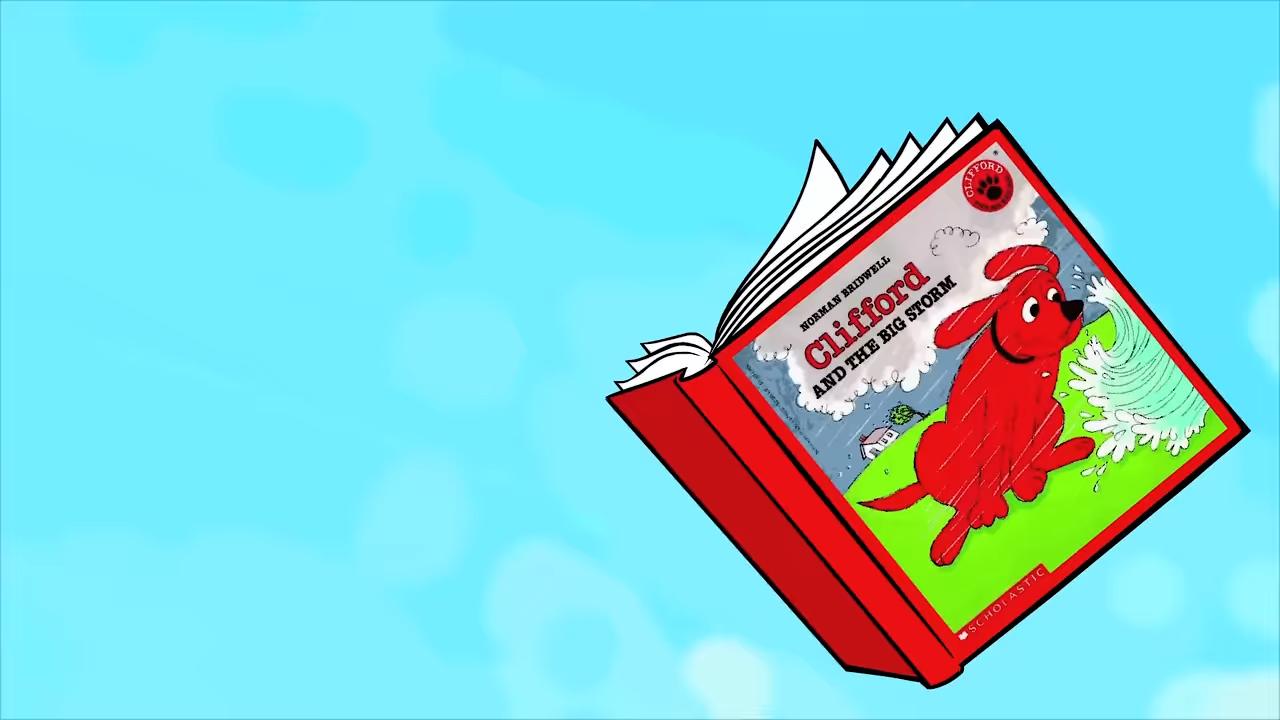 CLIFFORD
NORMAN BRIDWELL
Clifford
AND THE BIG STORM
SCHOLASTIC